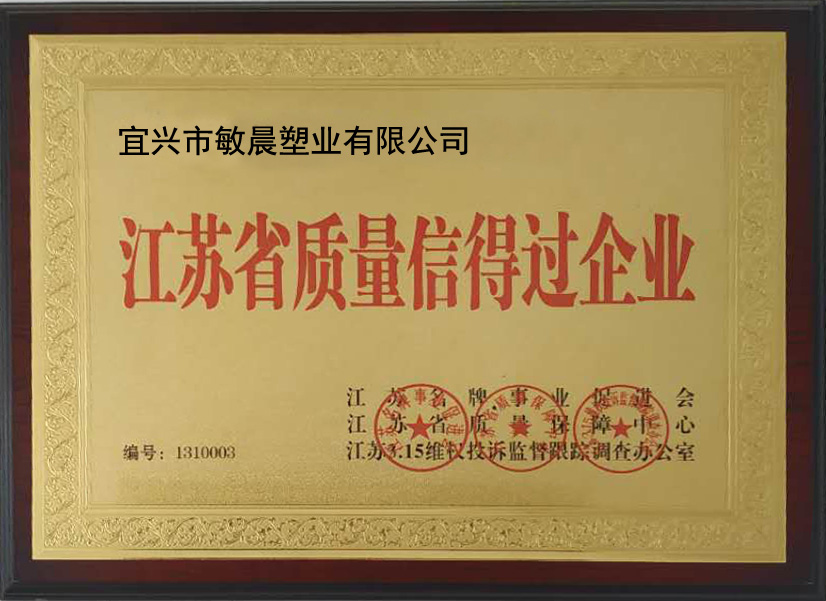 宜兴市敏晨塑业有限公司
江苏省质量信得过企业
江苏名牌事业促进会
江苏省质量保障中心
编号：1310003
江苏3.15维权投诉监督跟踪调查办公室